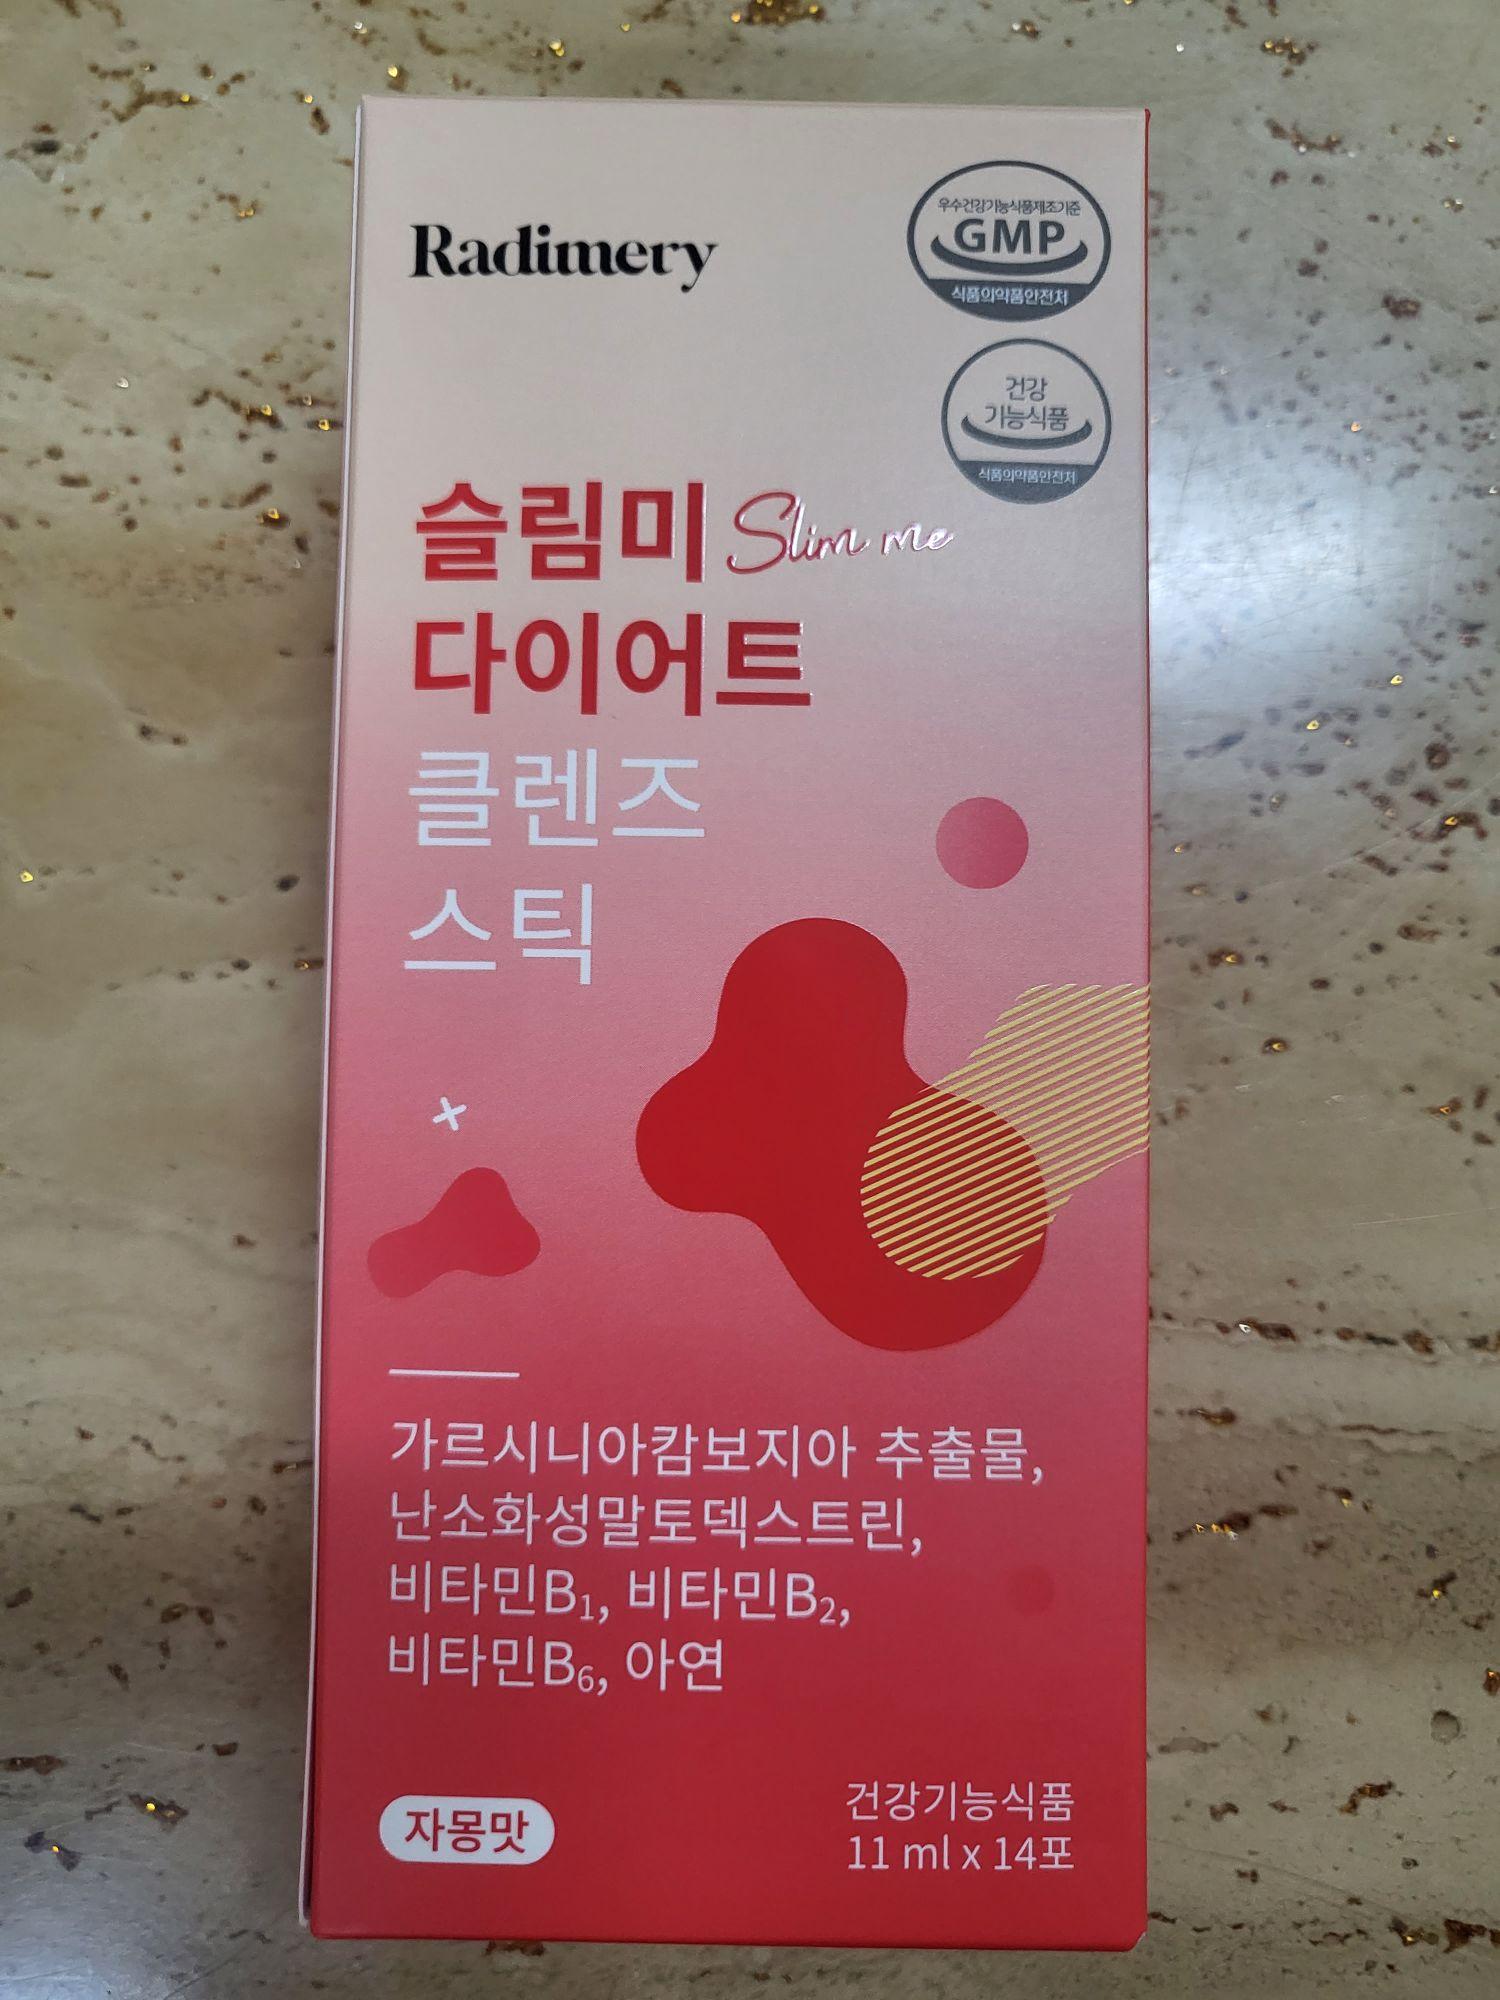 Radimery
우수건강기능식품제조기준
GMP
식품의약품안전처
건강
기능식품
식품의약품안전처
슬림미 Slim me
다이어트
클렌즈
스틱
가르시니아캄보지아 추출물,
난소화성말토덱스트린,
비타민B₁, 비타민B₂,
비타민B₆, 아연
자몽맛
건강기능식품
11 ml x 14포